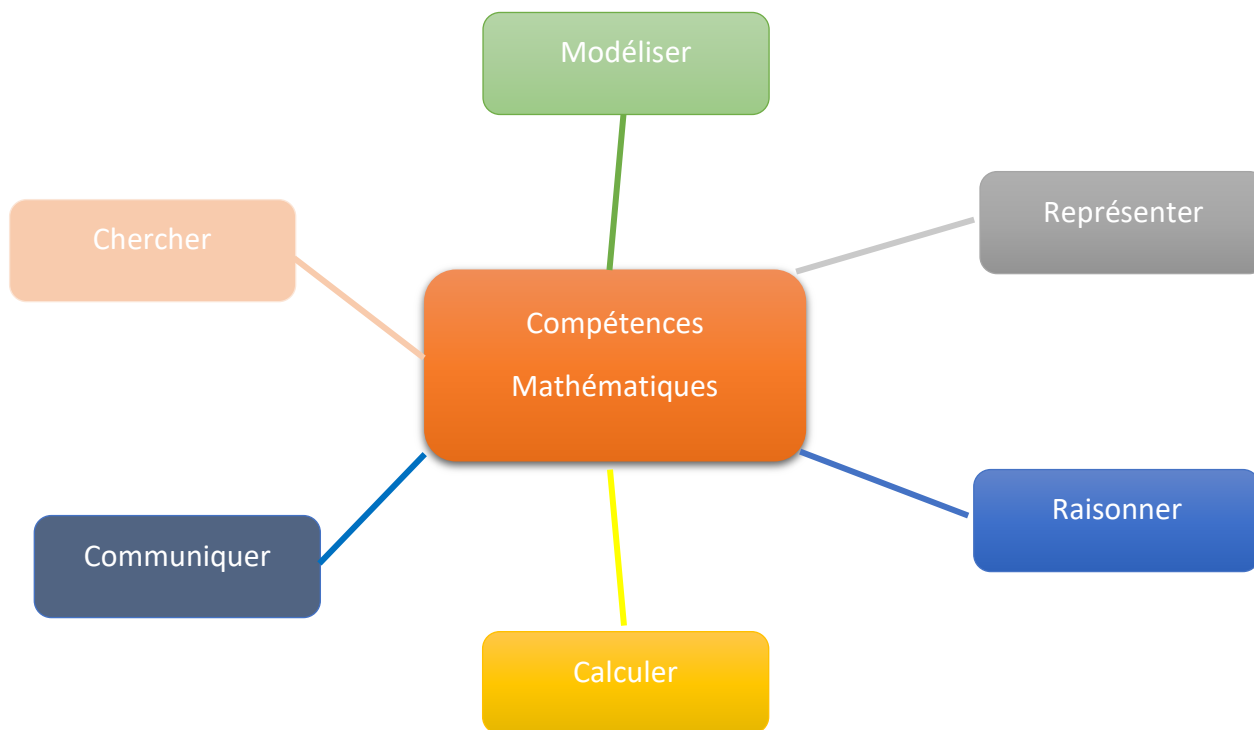 Modéliser
Représenter
Chercher
Compétences
Mathématiques
Raisonner
Communiquer
Calculer